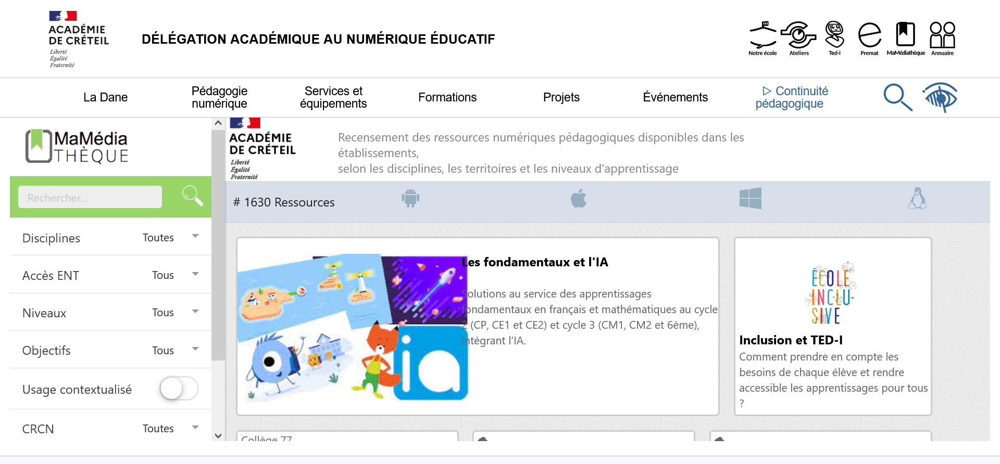 ACADÉMIE
DE CRÉTEIL
Liberté
Égalité
Fraternité
DÉLÉGATION ACADÉMIQUE AU NUMÉRIQUE ÉDUCATIF
Notre école
Ateliers
Ted-i
Premat
MaMédiathèque
Annuaire
La Dane
Pédagogie
numérique
Services et
équipements
Formations
Projets
Événements
▷ Continuité
pédagogique
MaMédia
THÈQUE
Rechercher...
Disciplines Toutes
Accès ENT Tous
Niveaux Tous
Objectifs Tous
Usage contextualisé
CRCN Toutes
ACADÉMIE
DE CRÉTEIL
Liberté
Égalité
Fraternité
Recensement des ressources numériques pédagogiques disponibles dans les
établissements,
selon les disciplines, les territoires et les niveaux d'apprentissage
# 1630 Ressources
ia
Les fondamentaux et l'IA
Solutions au service des apprentissages
fondamentaux en français et mathématiques au cycle
2 (CP, CE1 et CE2) et cycle 3 (CM1, CM2 et 6ème),
intégrant l’IA.
ÉCOLE
INCLU-
SIVE
Inclusion et TED-I
Comment prendre en compte les
besoins de chaque élève et rendre
accessible les apprentissages pour tous
?
Collège 77